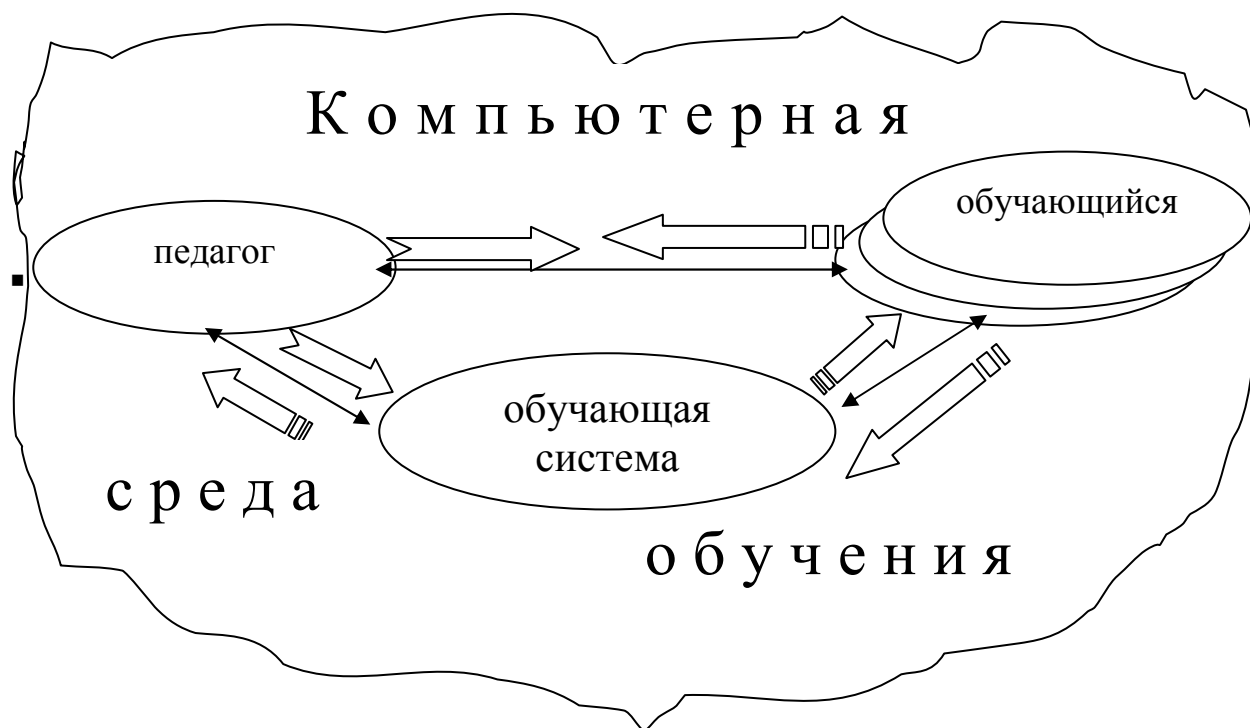 Компьютерная
обучающийся
педагог
обучающая
система
среда
обучения